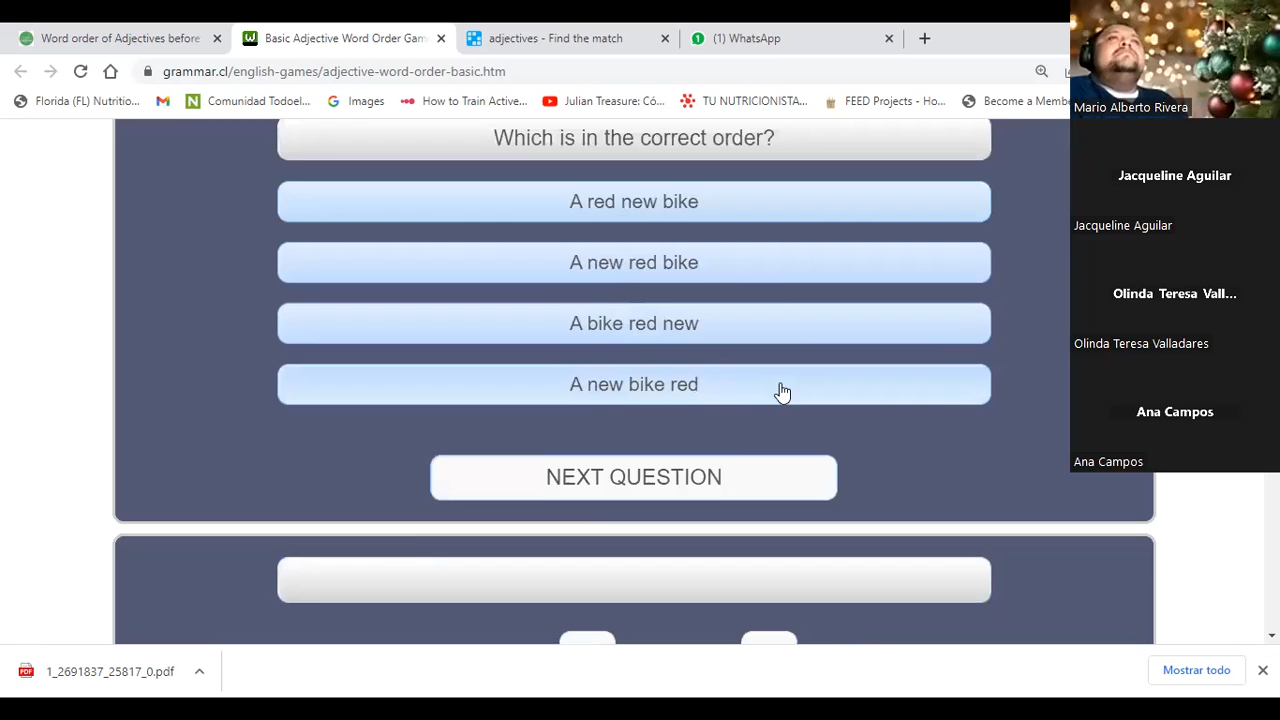 Word order of Adjectives before
Basic Adjective Word Order Gam
adjectives - Find the match
(1) WhatsApp
grammar.cl/english-games/adjective-word-order-basic.htm
Florida (FL) Nutritio...
Comunidad Todoel...
Images
How to Train Active...
Julian Treasure: Có...
TU NUTRICIONISTA...
FEED Projects - Ho...
Become a Membe
Which is in the correct order?
A red new bike
A new red bike
A bike red new
A new bike red
NEXT QUESTION
Mario Alberto Rivera
Jacqueline Aguilar
Jacqueline Aguilar
Olinda Teresa Vall...
Olinda Teresa Valladares
Ana Campos
Ana Campos
PDF
1_2691837_25817_0.pdf
Mostrar todo